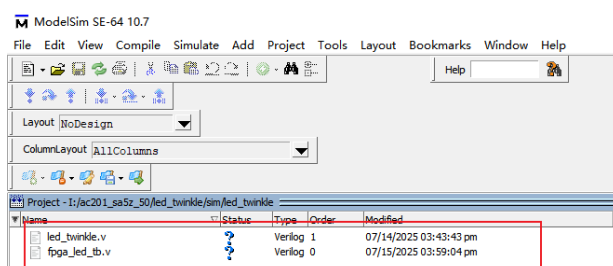 ModelSim SE-64 10.7
File Edit View Compile Simulate Add Project Tools Layout Bookmarks Window Help
Help
Layout NoDesign
ColumnLayout AllColumns
Project - I:/ac201_sa5z_50/led_twinkle/sim/led_twinkle
Name Status Type Order Modified
led_twinkle.v ? Verilog 1 07/14/2025 03:43:43 pm
fpga_led_tb.v ? Verilog 0 07/15/2025 03:59:04 pm